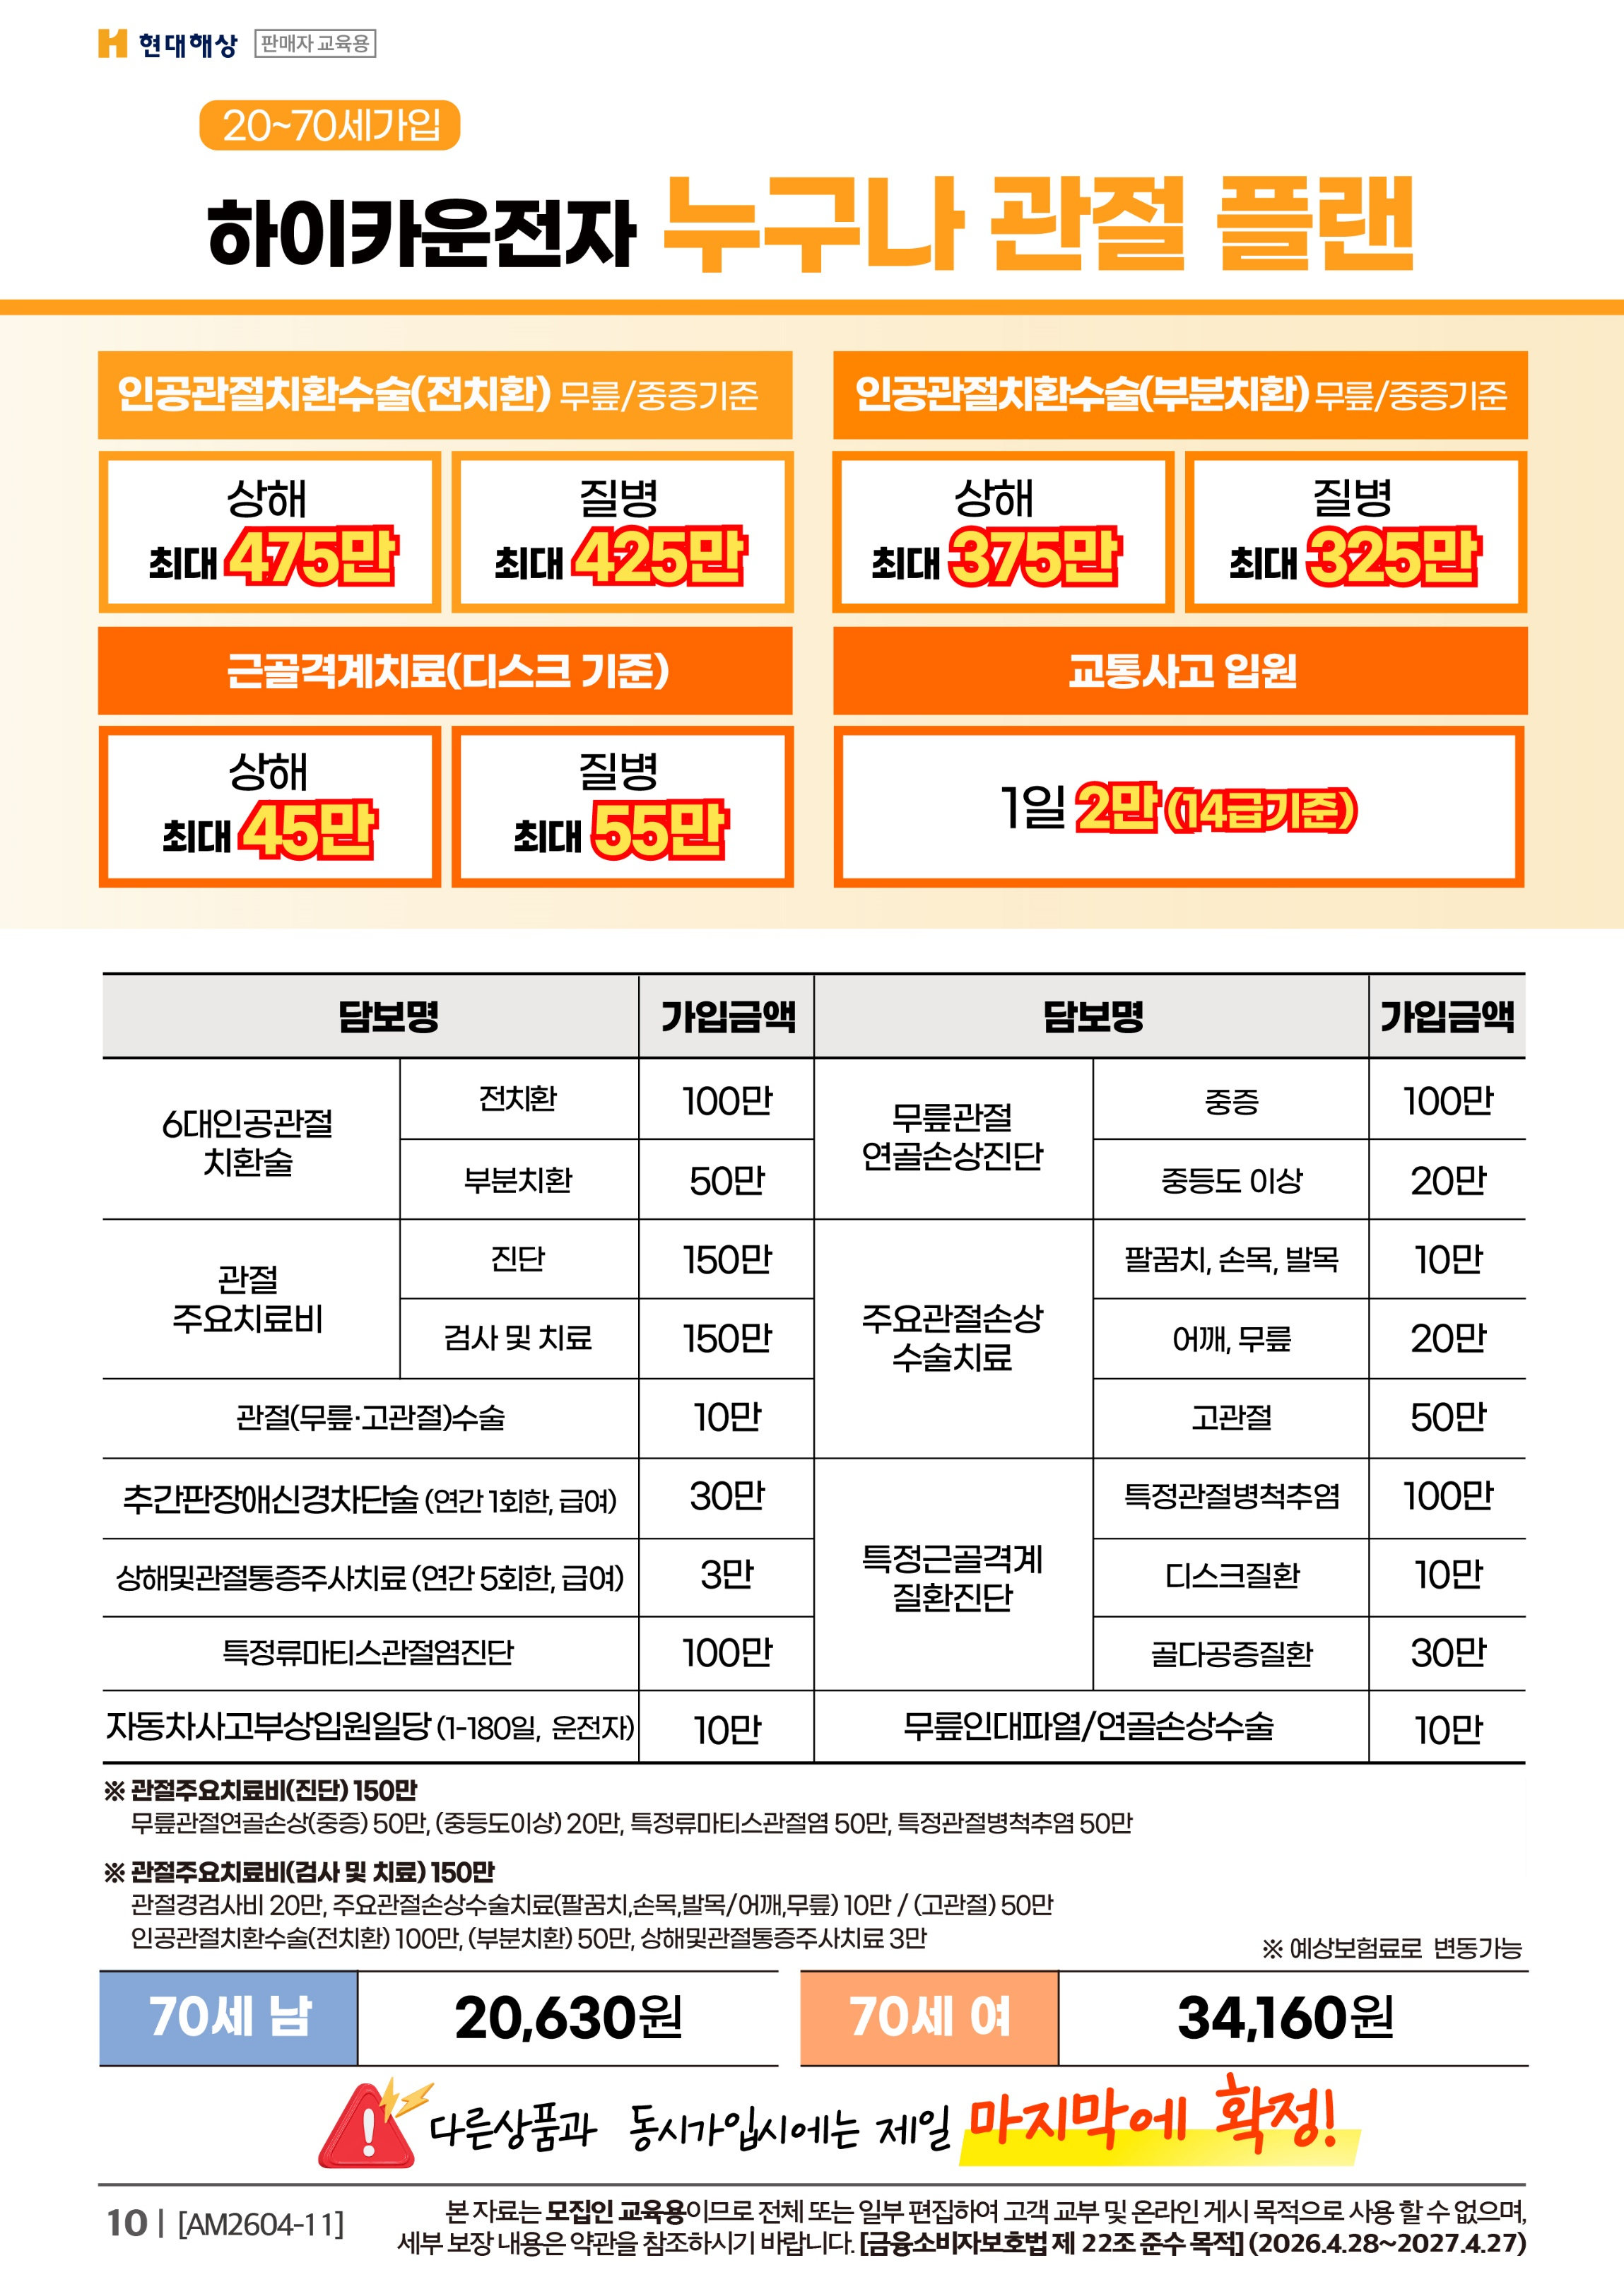 현대해상 판매자 교육용
20~70세가입
하이카운전자 누구나 관절 플랜
인공관절치환수술(전치환) 무릎/중증기준
상해
최대 475만
질병
최대 425만
인공관절치환수술(부분치환) 무릎/중증기준
상해
최대 375만
질병
최대 325만
근골격계치료(디스크 기준)
상해
최대 45만
질병
최대 55만
교통사고 입원
1일 2만 (14급기준)
담보명 가입금액 담보명 가입금액
6대인공관절
치환술
전치환 100만
부분치환 50만
무릎관절
연골손상진단
중증 100만
중등도 이상 20만
관절
주요치료비
진단 150만
검사 및 치료 150만
주요관절손상
수술치료
팔꿈치, 손목, 발목 10만
어깨, 무릎 20만
고관절 50만
관절(무릎·고관절)수술 10만
추간판장애신경차단술 (연간 1회한, 급여) 30만
상해및관절통증주사치료 (연간 5회한, 급여) 3만
특정류마티스관절염진단 100만
특정근골격계
질환진단
특정관절병척추염 100만
디스크질환 10만
골다공증질환 30만
자동차사고부상입원일당 (1-180일, 운전자) 10만
무릎인대파열/연골손상수술 10만
※ 관절주요치료비(진단) 150만
무릎관절연골손상(중증) 50만, (중등도이상) 20만, 특정류마티스관절염 50만, 특정관절병척추염 50만
※ 관절주요치료비(검사 및 치료) 150만
관절경검사비 20만, 주요관절손상수술치료(팔꿈치,손목,발목/어깨,무릎) 10만 / (고관절) 50만
인공관절치환수술(전치환) 100만, (부분치환) 50만, 상해및관절통증주사치료 3만
※ 예상보험료로 변동가능
70세 남 20,630원
70세 여 34,160원
다른상품과 동시가입시에는 제일 마지막에 확정!
10 | [AM2604-11]
본 자료는 모집인 교육용이므로 전체 또는 일부 편집하여 고객 교부 및 온라인 게시 목적으로 사용 할 수 없으며,
세부 보장 내용은 약관을 참조하시기 바랍니다. [금융소비자보호법 제 22조 준수 목적] (2026.4.28~2027.4.27)